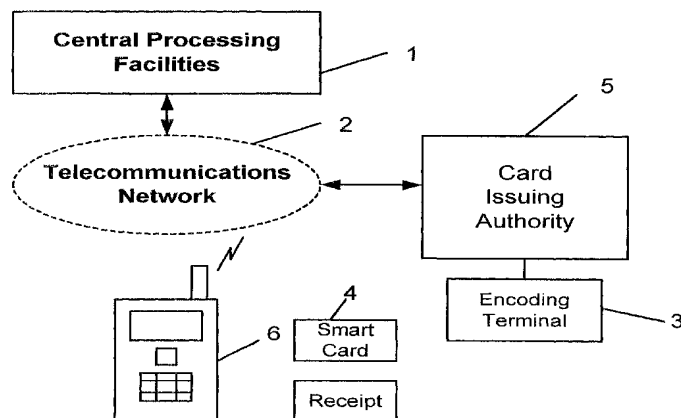 Central Processing
Facilities
1
5
2
Telecommunications
Network
Card
Issuing
Authority
4
Encoding
Terminal
3
6
Smart
Card
Receipt